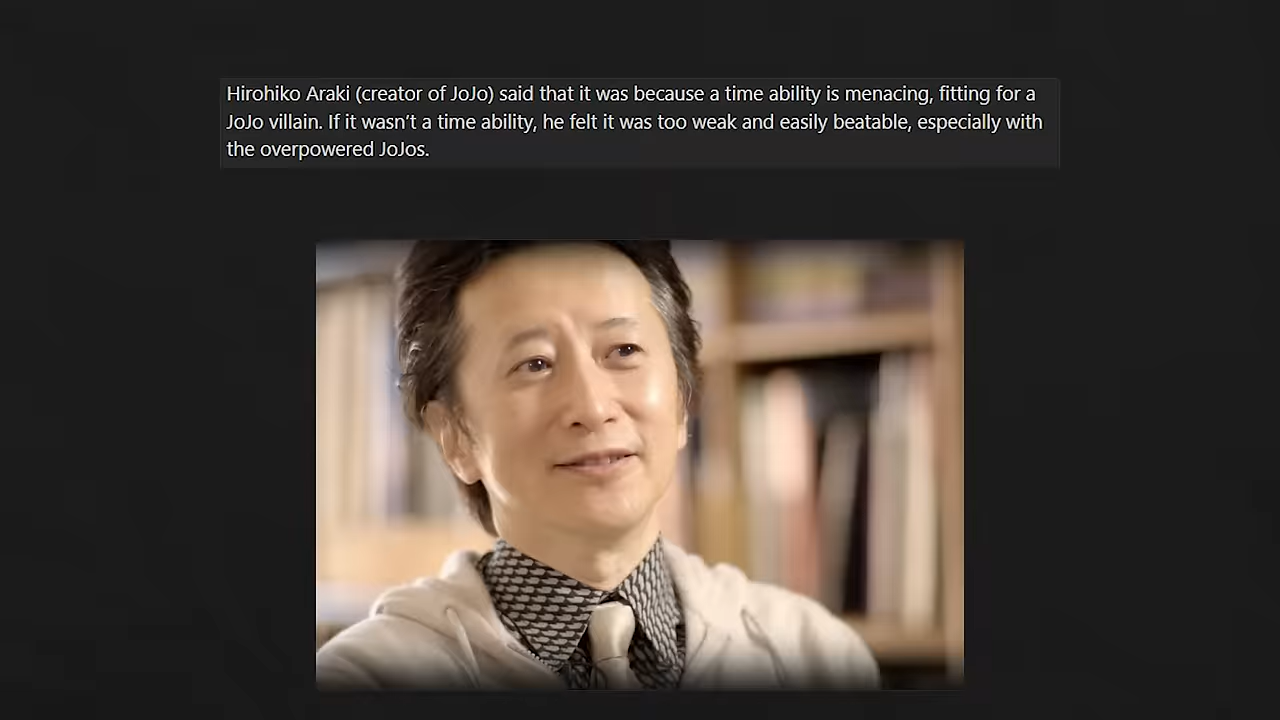 Hirohiko Araki (creator of JoJo) said that it was because a time ability is menacing, fitting for a
JoJo villain. If it wasn’t a time ability, he felt it was too weak and easily beatable, especially with
the overpowered JoJos.